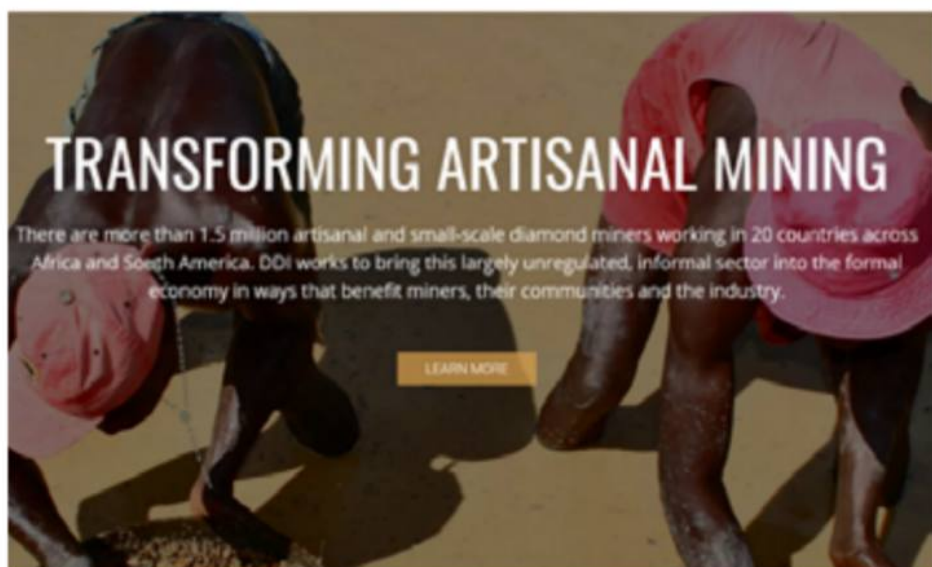 TRANSFORMING ARTISANAL MINING
There are more than 1.5 million artisanal and small-scale diamond miners working in 20 countries across
Africa and South America. DDI works to bring this largely unregulated, informal sector into the formal
economy in ways that benefit miners, their communities and the industry.
LEARN MORE